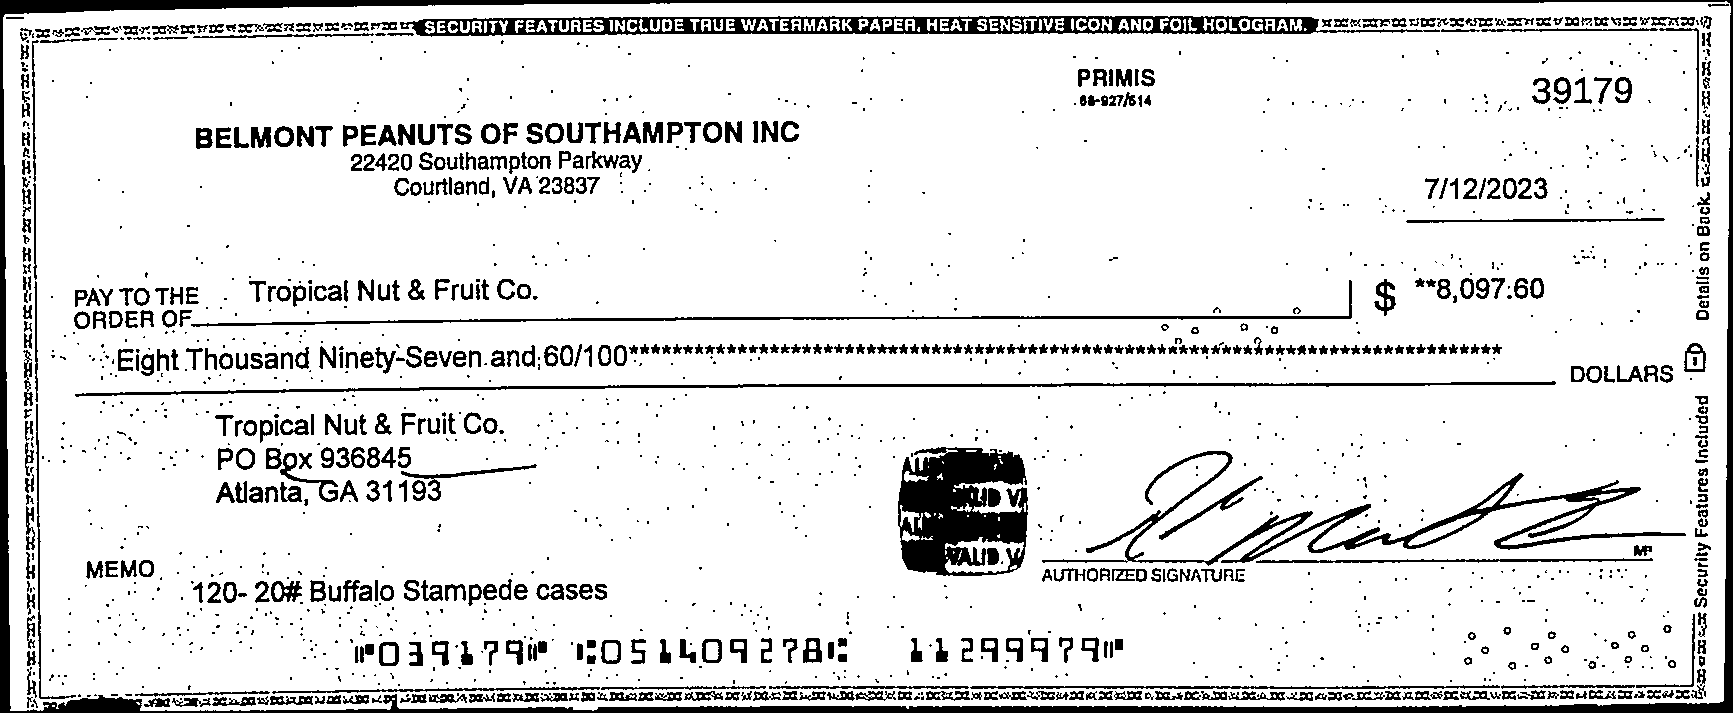 SECURITY FEATURES INCLUDE TRUE WATERMARK PAPER, HEAT SENSITIVE ICON AND FOIL HOLOGRAM.
PRIMIS
68-927/514
39179
BELMONT PEANUTS OF SOUTHAMPTON INC
22420 Southampton Parkway
Courtland, VA 23837
7/12/2023
PAY TO THE
ORDER OF
Tropical Nut & Fruit Co.
$ **8,097.60
Eight Thousand Ninety-Seven and 60/100******************************************************************************
DOLLARS
Tropical Nut & Fruit Co.
PO Box 936845
Atlanta, GA 31193
VALID
AUTHORIZED SIGNATURE
MP
MEMO
120- 20# Buffalo Stampede cases
⑈039179⑈ ⑆051409278⑆ 11299979⑈
Security Features Included
Details on Back.